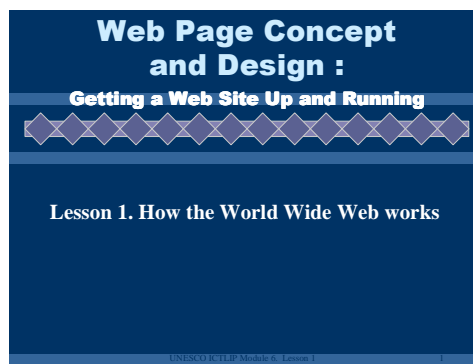 Web Page Concept
and Design :
Getting a Web Site Up and Running
Lesson 1. How the World Wide Web works
UNESCO ICTLIP Module 6. Lesson 1 1